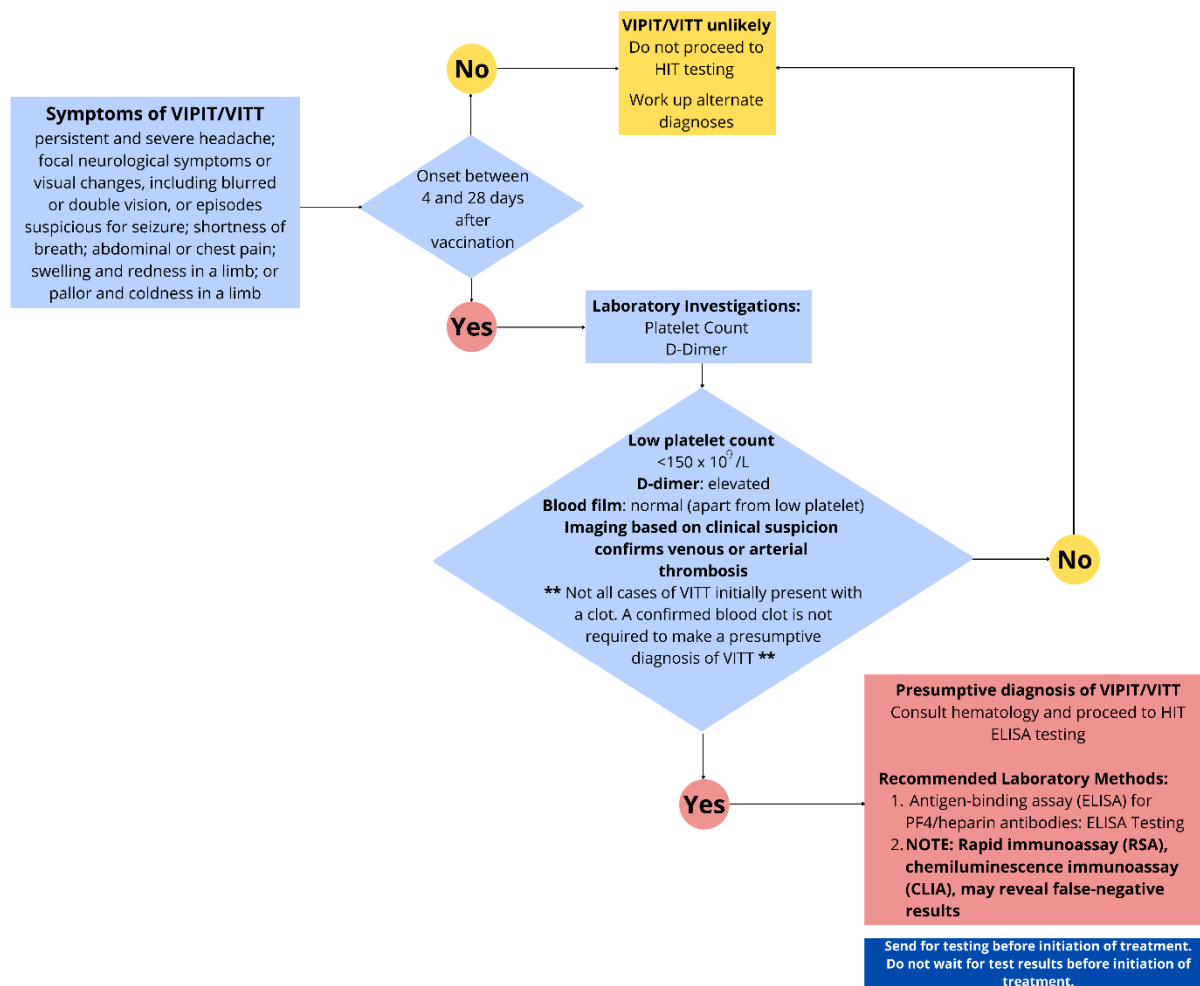 Symptoms of VIPIT/VITT
persistent and severe headache;
focal neurological symptoms or
visual changes, including blurred
or double vision, or episodes
suspicious for seizure; shortness of
breath; abdominal or chest pain;
swelling and redness in a limb; or
pallor and coldness in a limb
Onset between
4 and 28 days
after
vaccination
No
VIPIT/VITT unlikely
Do not proceed to
HIT testing
Work up alternate
diagnoses
Yes
Laboratory Investigations:
Platelet Count
D-Dimer
Low platelet count
<150 x 10⁹/L
D-dimer: elevated
Blood film: normal (apart from low platelet)
Imaging based on clinical suspicion
confirms venous or arterial
thrombosis
** Not all cases of VITT initially present with
a clot. A confirmed blood clot is not
required to make a presumptive
diagnosis of VITT **
No
Yes
Presumptive diagnosis of VIPIT/VITT
Consult hematology and proceed to HIT
ELISA testing
Recommended Laboratory Methods:
1. Antigen-binding assay (ELISA) for
PF4/heparin antibodies: ELISA Testing
2. NOTE: Rapid immunoassay (RSA),
chemiluminescence immunoassay
(CLIA), may reveal false-negative
results
Send for testing before initiation of treatment.
Do not wait for test results before initiation of
treatment.